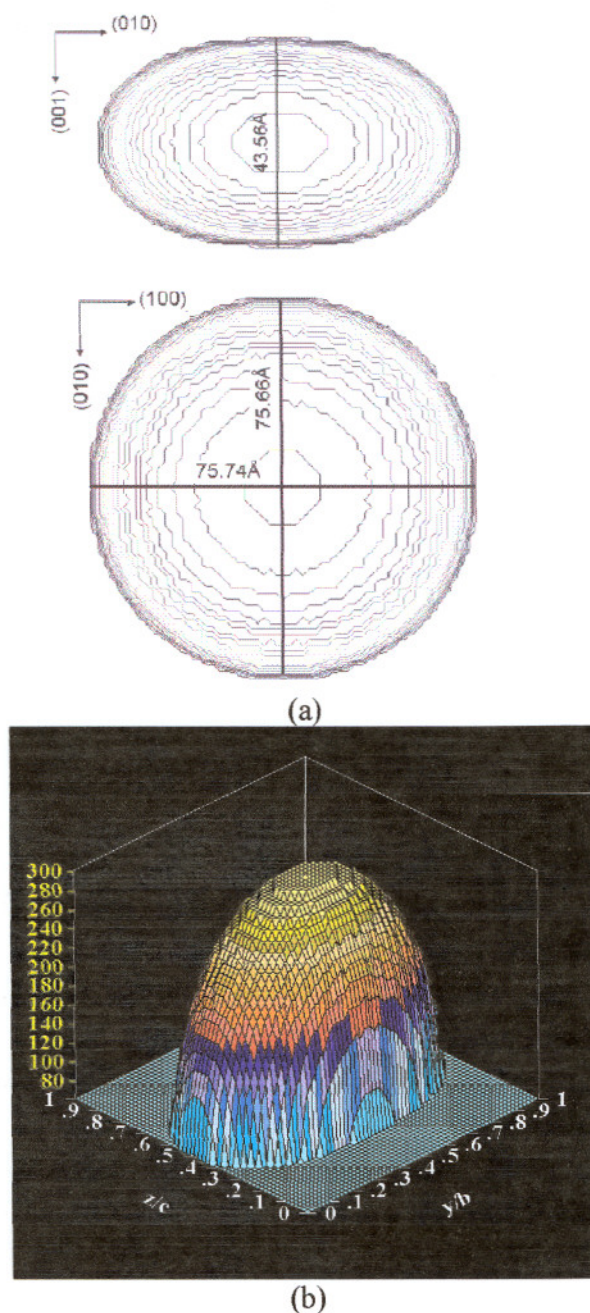 (010)
(001)
43.56Å
(100)
(010)
75.66Å
75.74Å
(a)
300
280
260
240
220
200
180
160
140
120
100
80
1 .9 .8 .7 .6 .5 .4 .3 .2 .1 0
z/c
0 .1 .2 .3 .4 .5 .6 .7 .8 .9 1
y/b
(b)